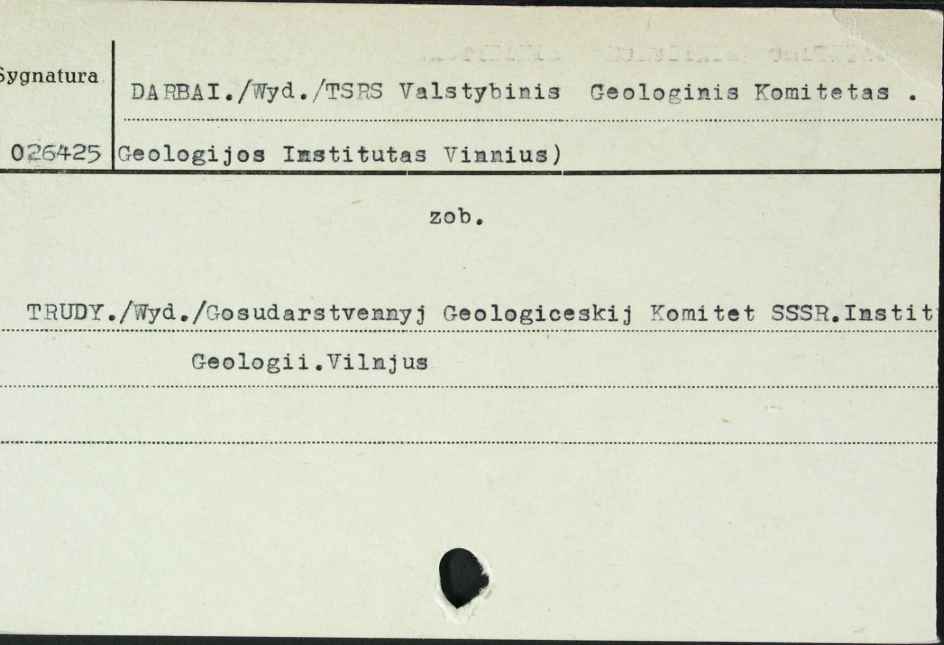 Sygnatura
DARBAI./Wyd./TSRS Valstybinis Geologinis Komitetas .
026425 Geologijos Institutas Vinnius)
zob.
TRUDY./Wyd./Gosudarstvennyj Geologiceskij Komitet SSSR.Instit
Geologii.Vilnjus